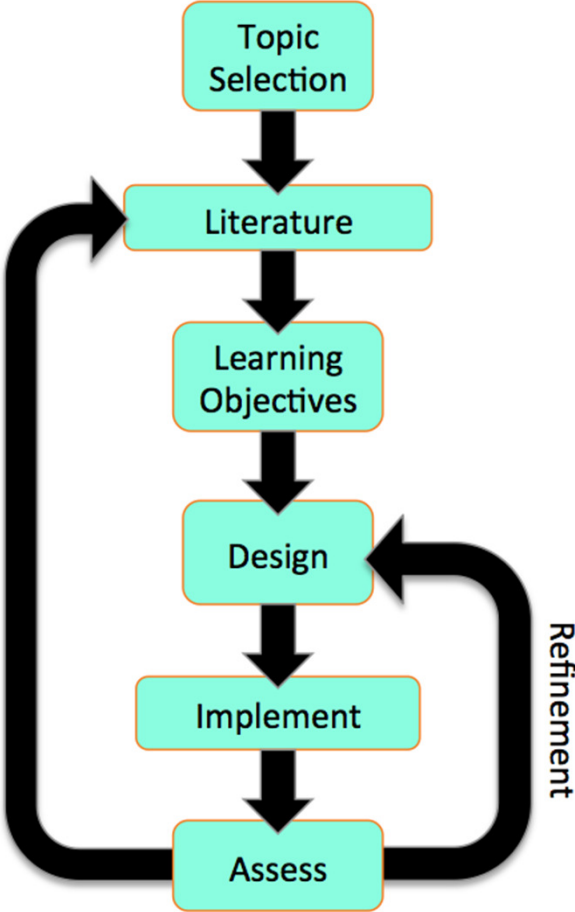 Topic
Selection
Literature
Learning
Objectives
Design
Implement
Assess
Refinement